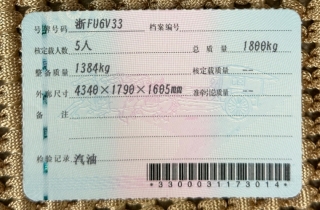 号牌号码 浙FU6V33 档案编号
核定载人数 5人 总质量 1800kg
整备质量 1384kg 核定载质量 --
外廓尺寸 4340×1790×1605mm 准牵引总质量 --
备注
检验记录 汽油
*3300031173014*